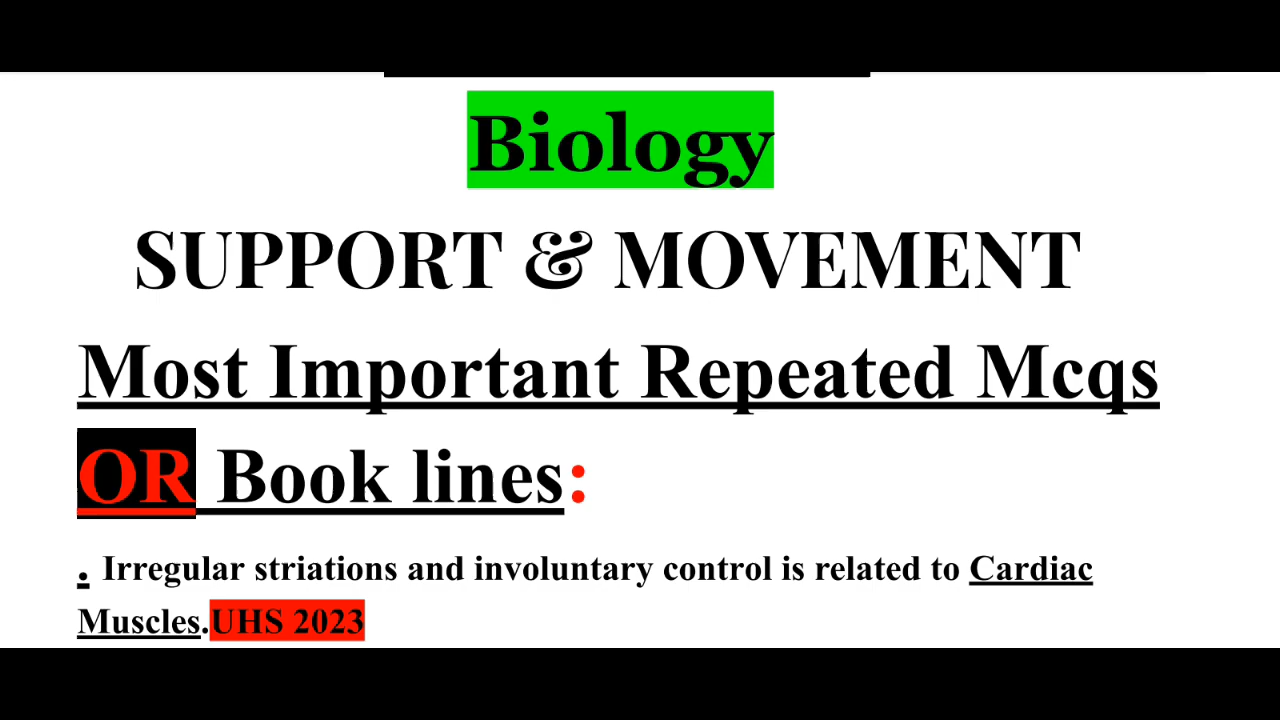 Biology
SUPPORT & MOVEMENT
Most Important Repeated Mcqs
OR Book lines:
. Irregular striations and involuntary control is related to Cardiac
Muscles.UHS 2023